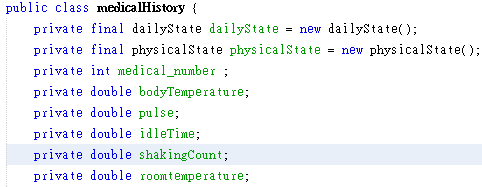 public class medicalHistory {
private final dailyState dailyState = new dailyState();
private final physicalState physicalState = new physicalState();
private int medical_number ;
private double bodyTemperature;
private double pulse;
private double idleTime;
private double shakingCount;
private double roomtemperature;